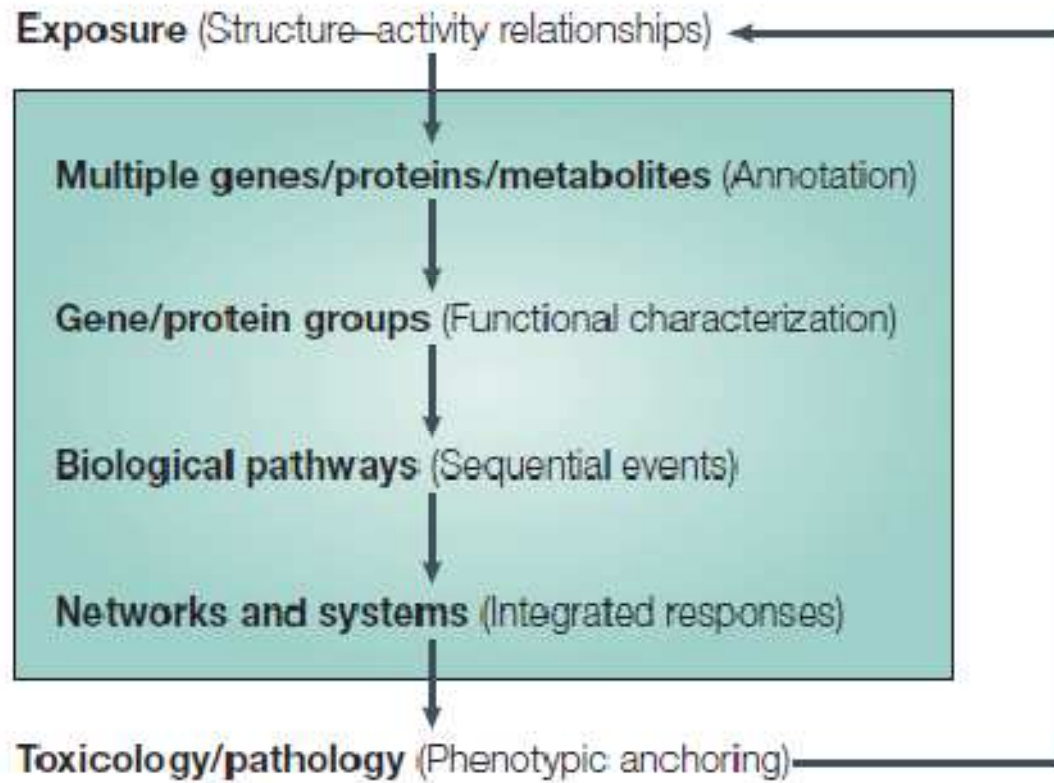 Exposure (Structure–activity relationships)
Multiple genes/proteins/metabolites (Annotation)
Gene/protein groups (Functional characterization)
Biological pathways (Sequential events)
Networks and systems (Integrated responses)
Toxicology/pathology (Phenotypic anchoring)